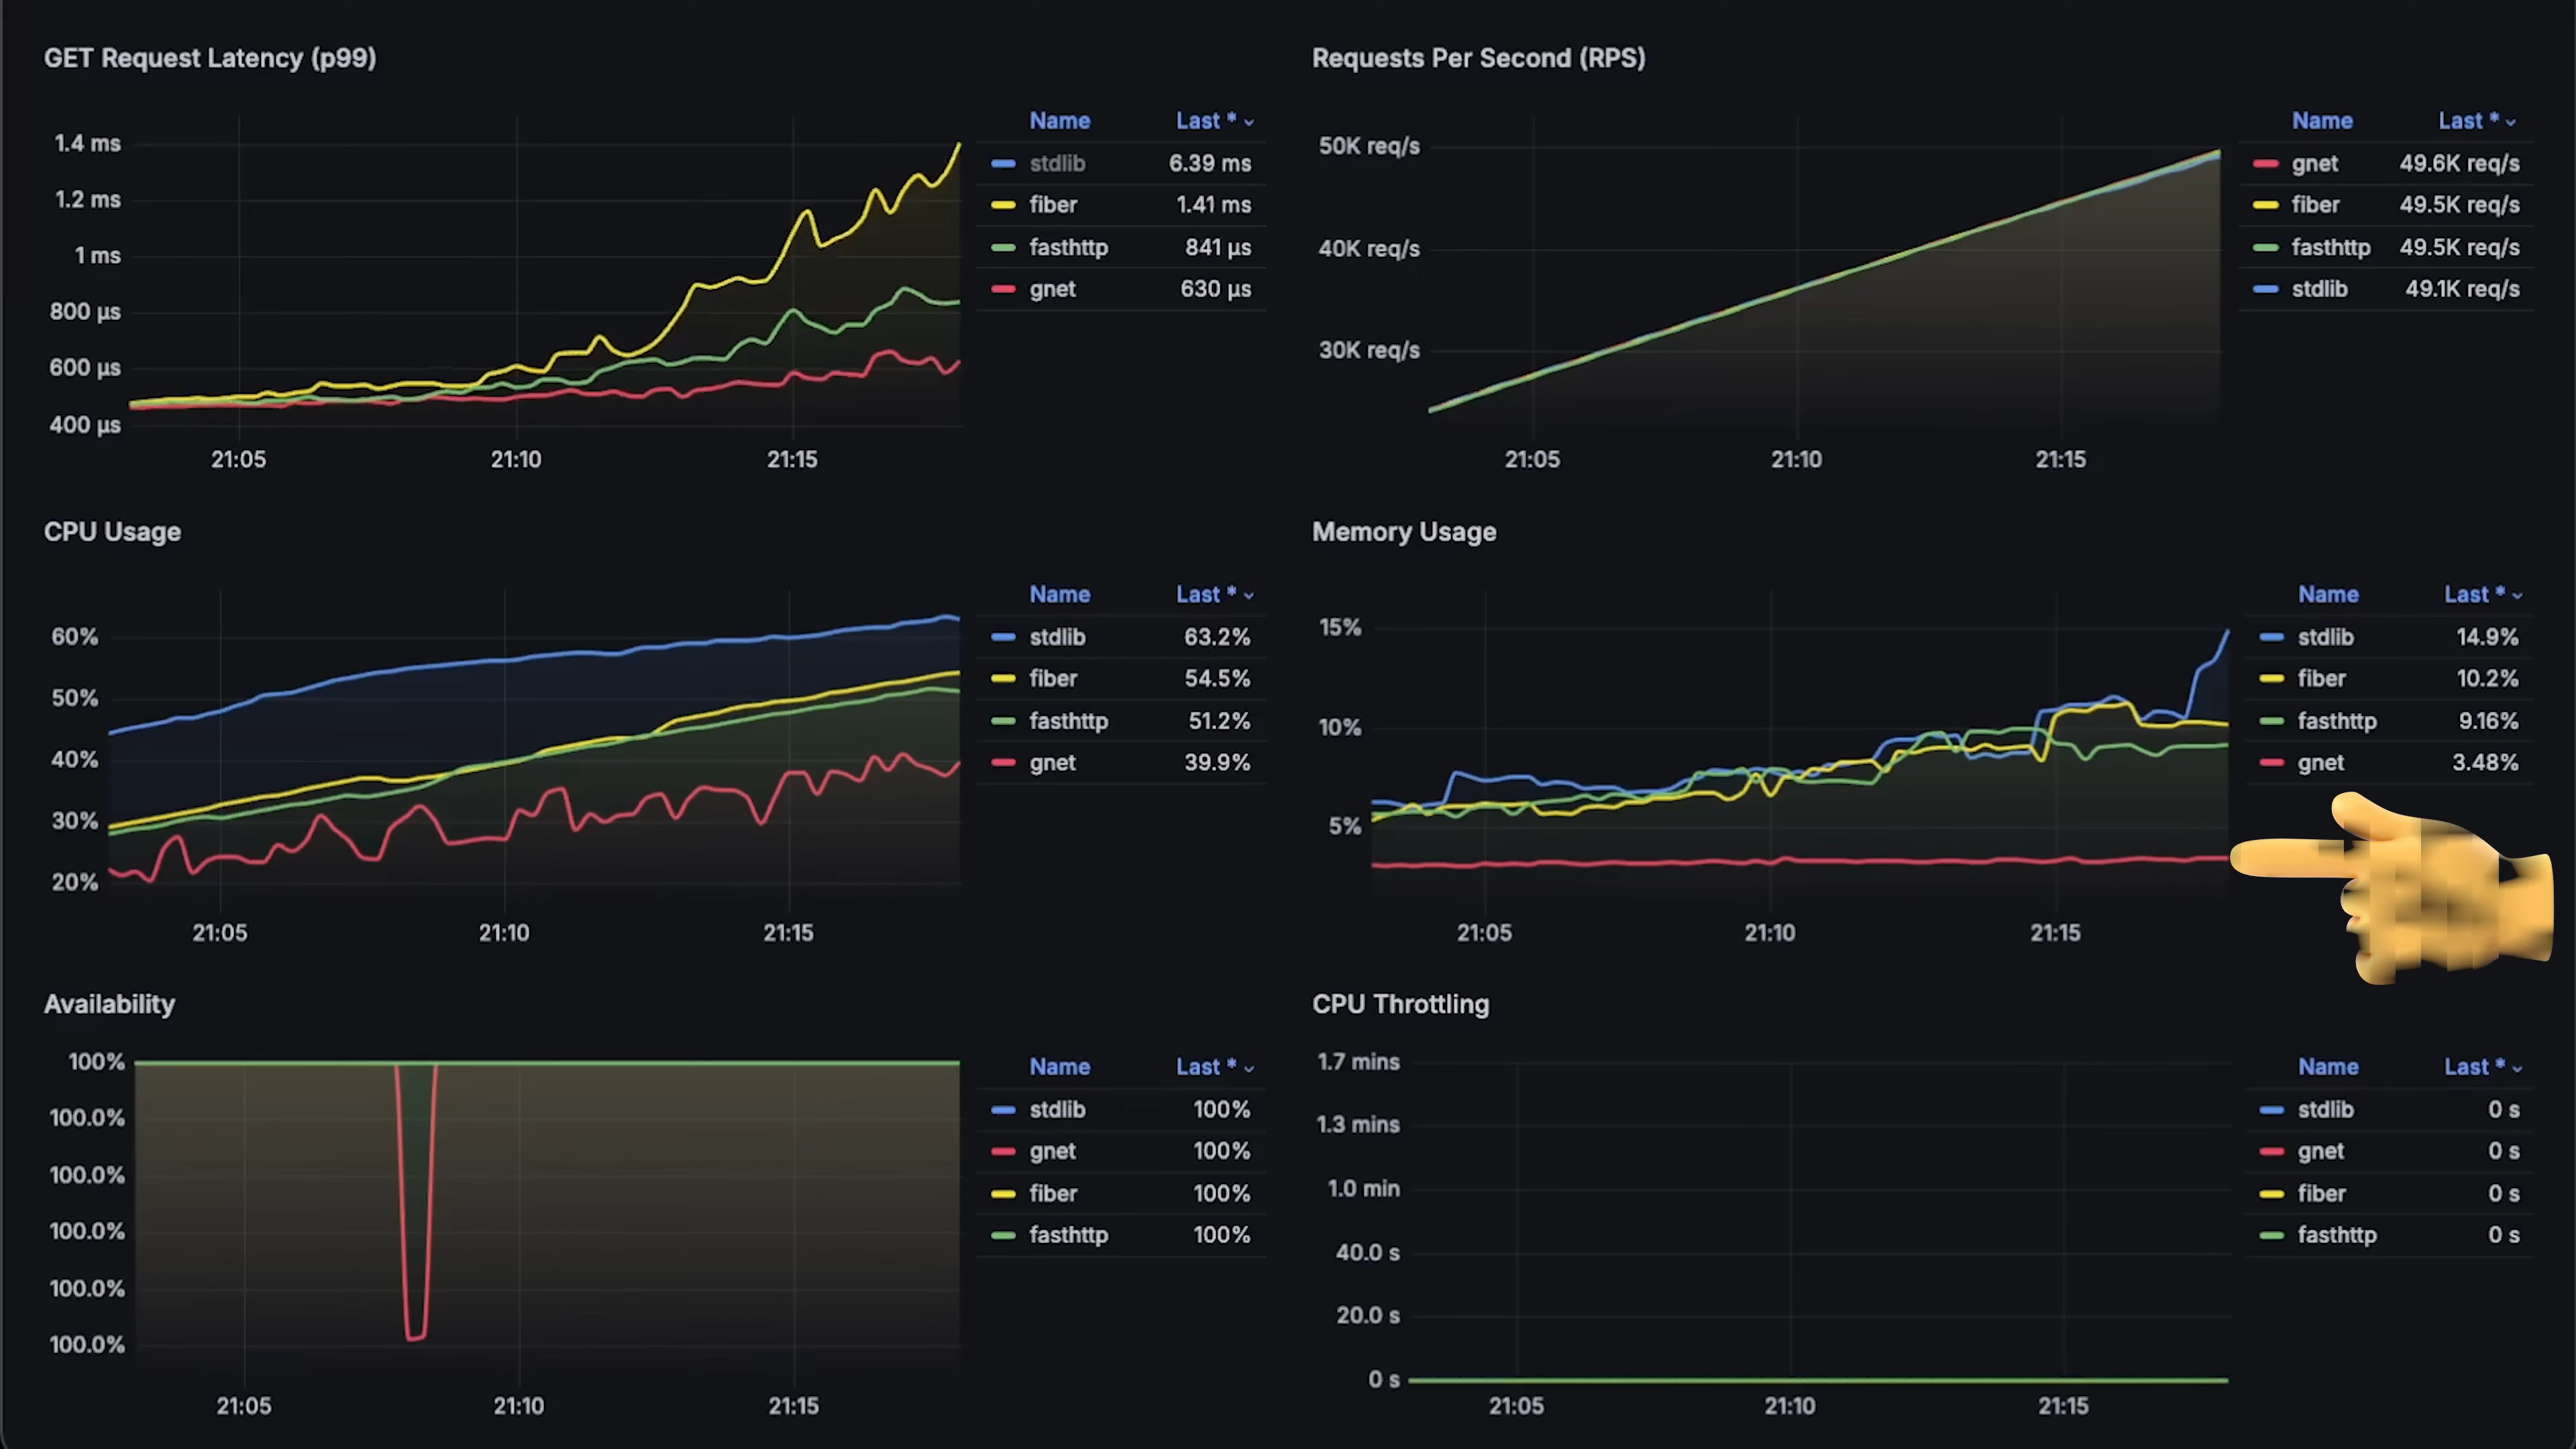 GET Request Latency (p99)
1.4 ms
1.2 ms
1 ms
800 µs
600 µs
400 µs
21:05
21:10
21:15
Name Last *
stdlib 6.39 ms
fiber 1.41 ms
fasthttp 841 µs
gnet 630 µs
Requests Per Second (RPS)
50K req/s
40K req/s
30K req/s
21:05
21:10
21:15
Name Last *
gnet 49.6K req/s
fiber 49.5K req/s
fasthttp 49.5K req/s
stdlib 49.1K req/s
CPU Usage
60%
50%
40%
30%
20%
21:05
21:10
21:15
Name Last *
stdlib 63.2%
fiber 54.5%
fasthttp 51.2%
gnet 39.9%
Memory Usage
15%
10%
5%
21:05
21:10
21:15
Name Last *
stdlib 14.9%
fiber 10.2%
fasthttp 9.16%
gnet 3.48%
Availability
100%
100.0%
100.0%
100.0%
100.0%
100.0%
21:05
21:10
21:15
Name Last *
stdlib 100%
gnet 100%
fiber 100%
fasthttp 100%
CPU Throttling
1.7 mins
1.3 mins
1.0 min
40.0 s
20.0 s
0 s
21:05
21:10
21:15
Name Last *
stdlib 0 s
gnet 0 s
fiber 0 s
fasthttp 0 s